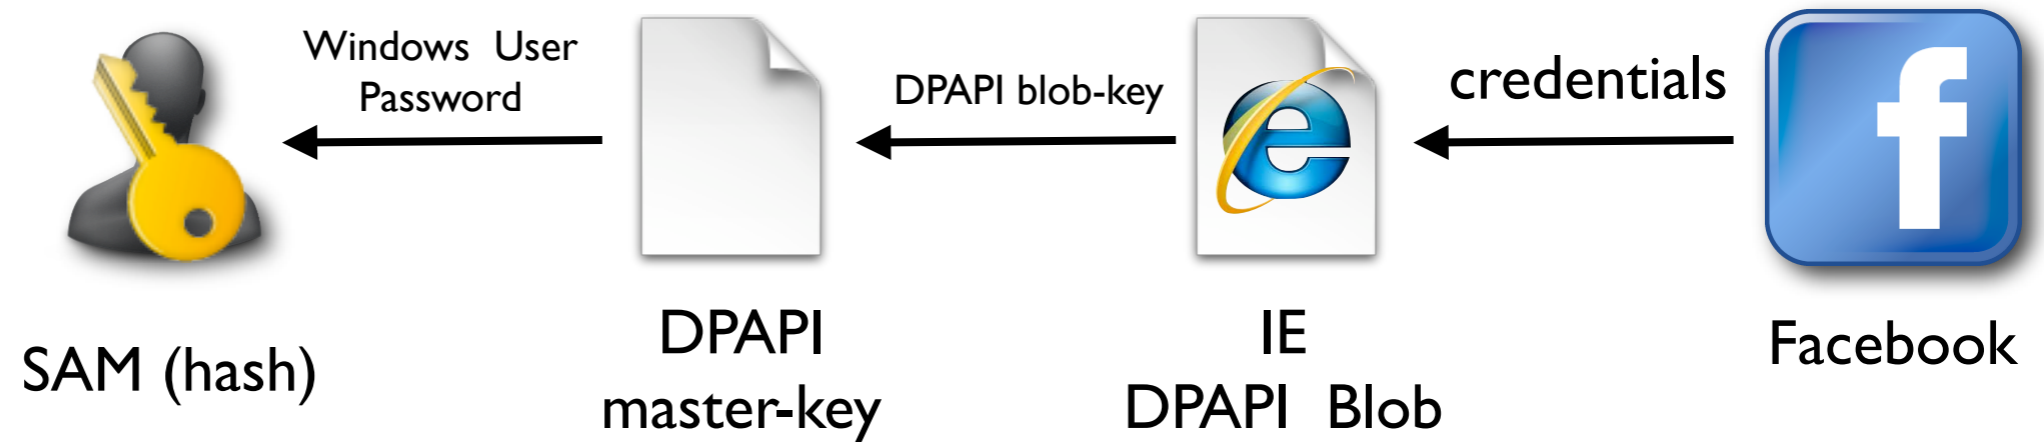 Windows User
Password
DPAPI blob-key
credentials
SAM (hash)
DPAPI
master-key
IE
DPAPI Blob
Facebook